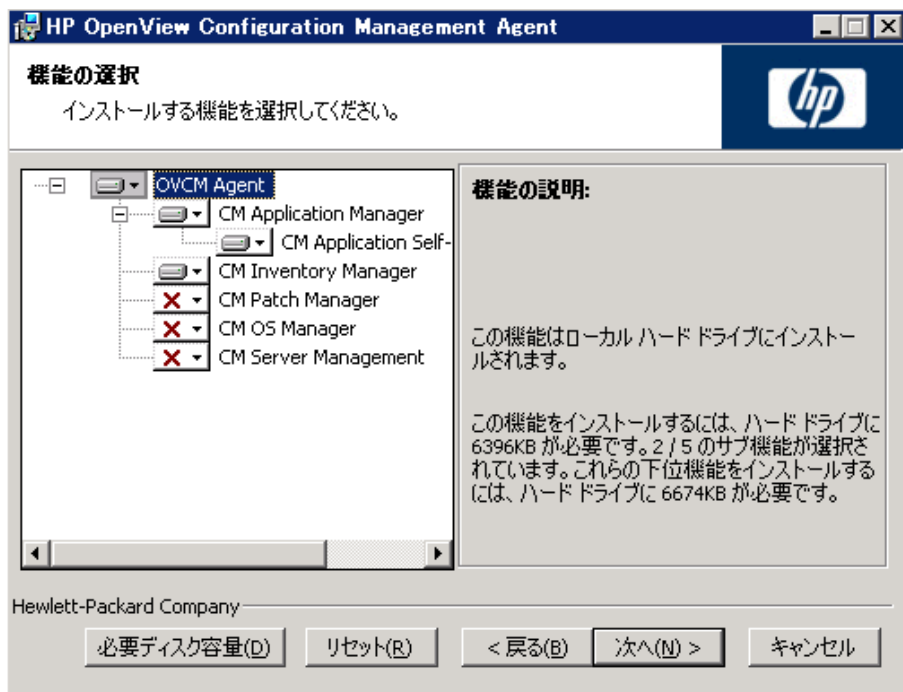 HP OpenView Configuration Management Agent
機能の選択
インストールする機能を選択してください。
hp
OVCM Agent
CM Application Manager
CM Application Self-
CM Inventory Manager
CM Patch Manager
CM OS Manager
CM Server Management
機能の説明:
この機能はローカル ハード ドライブにインストー
ルされます。
この機能をインストールするには、ハード ドライブに
6396KB が必要です。2 / 5 のサブ機能が選択さ
れています。これらの下位機能をインストールする
には、ハード ドライブに 6674KB が必要です。
Hewlett-Packard Company
必要ディスク容量(D)
リセット(R)
< 戻る(B)
次へ(N) >
キャンセル